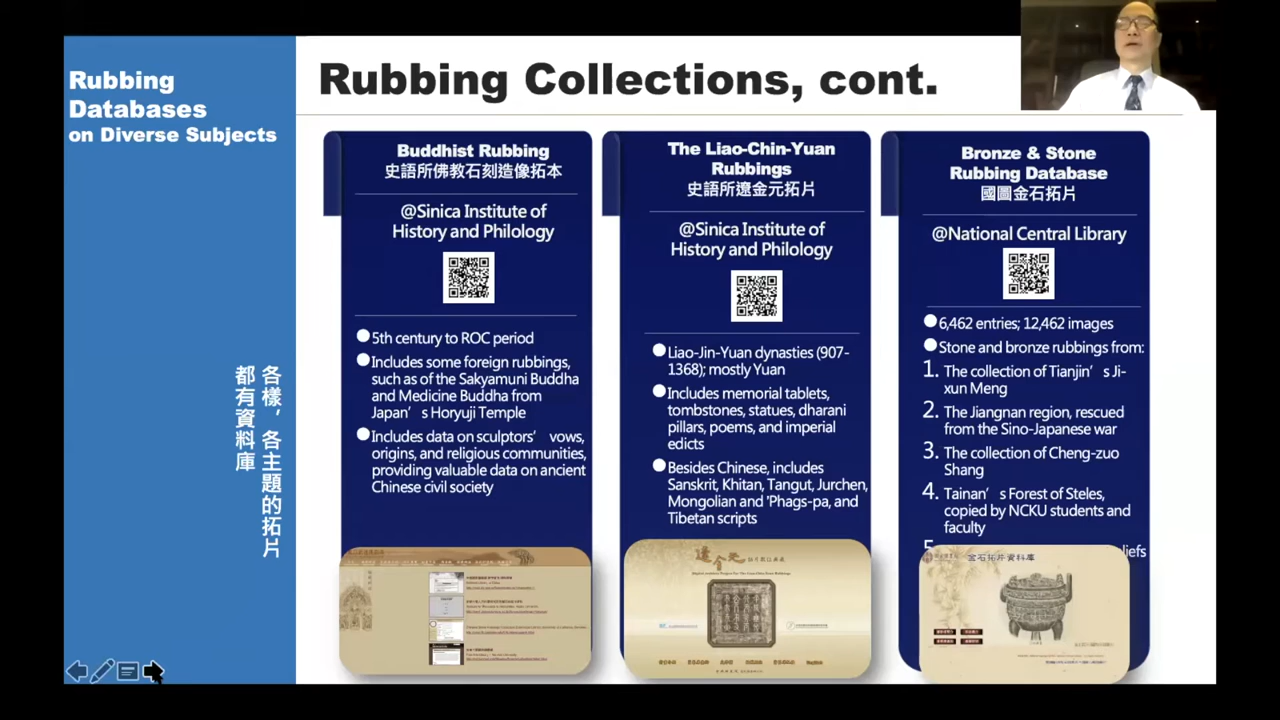 Rubbing
Databases
on Diverse Subjects
各樣，各主題的拓片
都有資料庫
Rubbing Collections, cont.
Buddhist Rubbing
史語所佛教石刻造像拓本
@Sinica Institute of
History and Philology
5th century to ROC period
Includes some foreign rubbings,
such as of the Sakyamuni Buddha
and Medicine Buddha from
Japan's Horyuji Temple
Includes data on sculptors' vows,
origins, and religious communities,
providing valuable data on ancient
Chinese civil society
The Liao-Chin-Yuan
Rubbings
史語所遼金元拓片
@Sinica Institute of
History and Philology
Liao-Jin-Yuan dynasties (907-
1368); mostly Yuan
Includes memorial tablets,
tombstones, statues, dharani
pillars, poems, and imperial
edicts
Besides Chinese, includes
Sanskrit, Khitan, Tangut, Jurchen,
Mongolian and 'Phags-pa, and
Tibetan scripts
遼金元
Bronze & Stone
Rubbing Database
國圖金石拓片
@National Central Library
6,462 entries; 12,462 images
Stone and bronze rubbings from:
1. The collection of Tianjin's Ji-
xun Meng
2. The Jiangnan region, rescued
from the Sino-Japanese war
3. The collection of Cheng-zuo
Shang
4. Tainan's Forest of Steles,
copied by NCKU students and
faculty
金石拓片資料庫